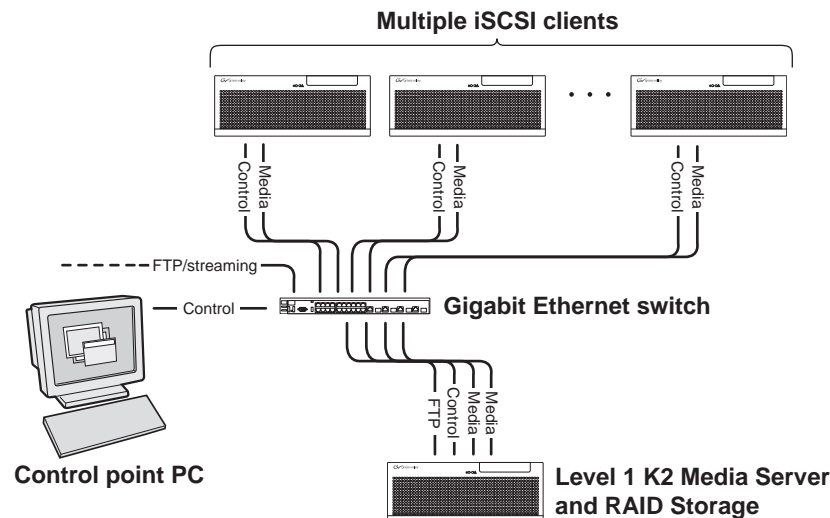 Multiple iSCSI clients
Control
Media
Control
Media
Control
Media
FTP/streaming
Control
Gigabit Ethernet switch
FTP
Control
Media
Media
Control point PC
Level 1 K2 Media Server
and RAID Storage